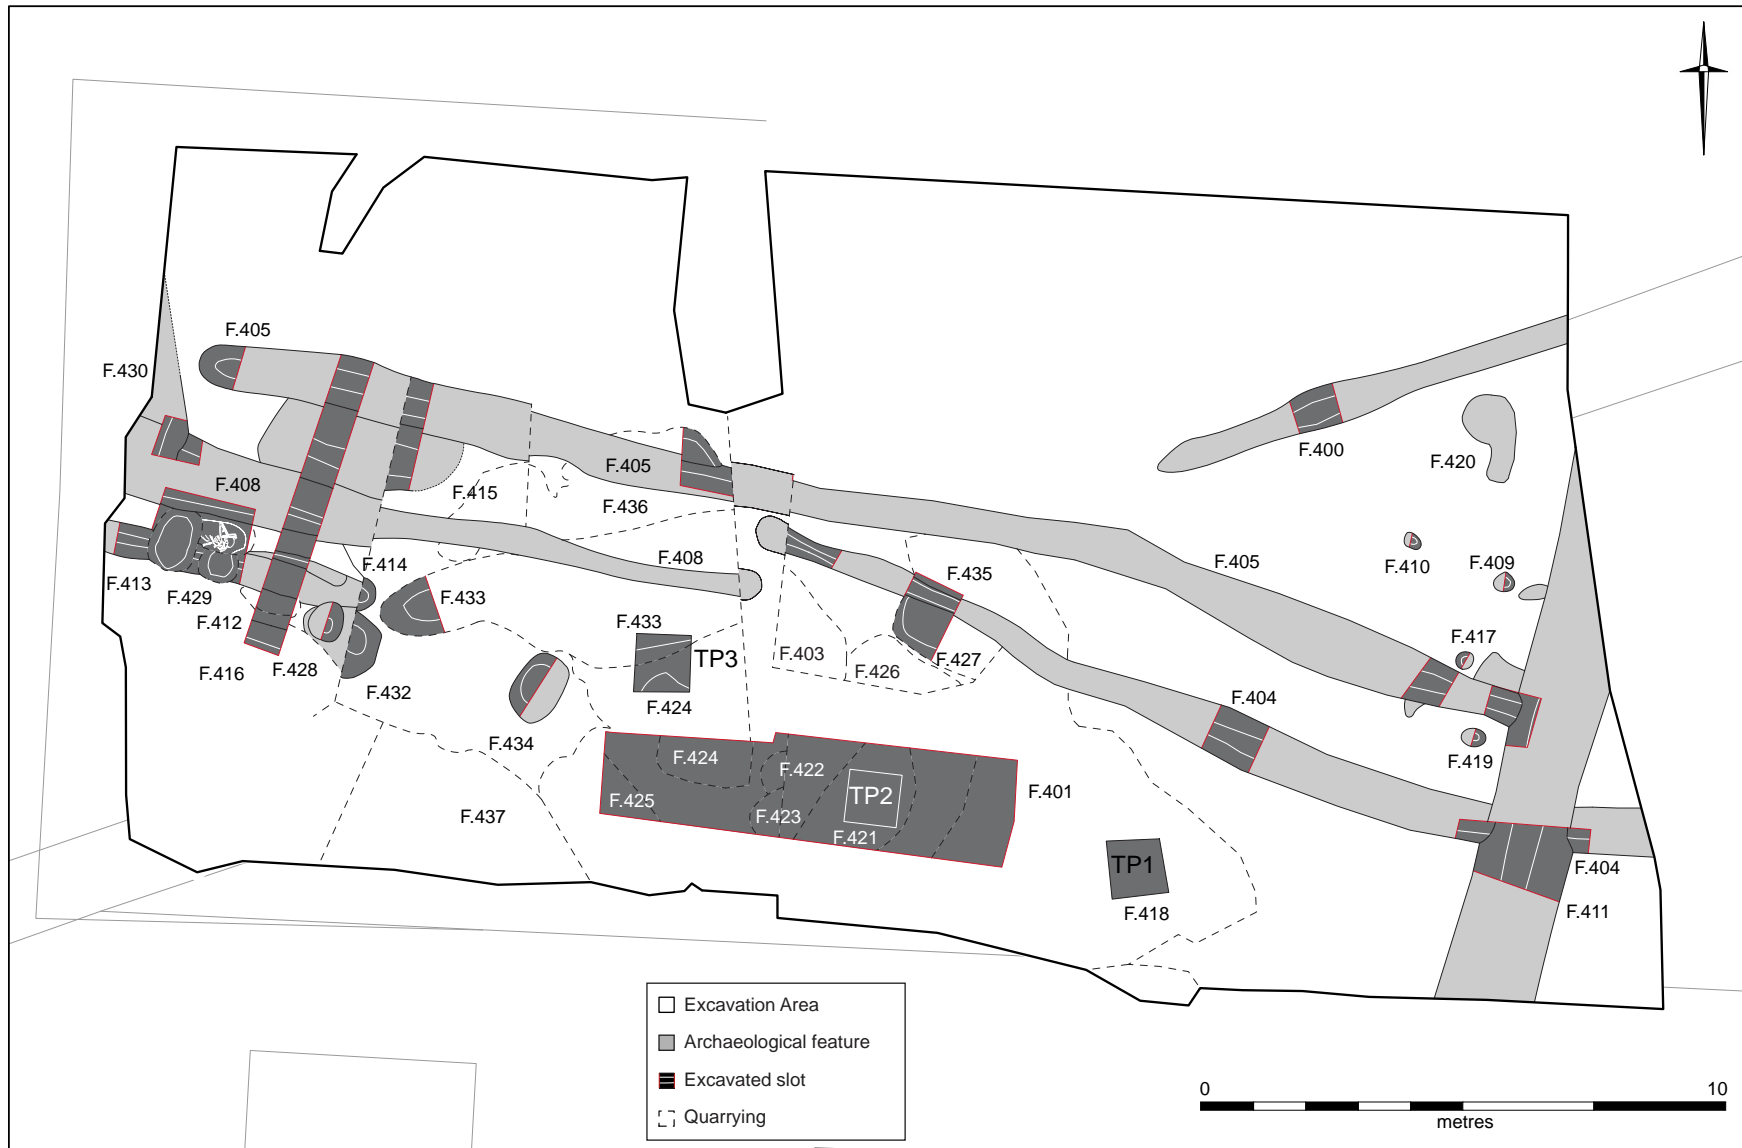 F.405
F.430
F.400
F.420
F.408
F.415
F.405
F.436
F.410
F.409
F.405
F.413
F.429
F.412
F.414
F.433
F.408
F.435
F.416
F.428
F.432
F.433
TP3
F.403
F.426
F.427
F.417
F.424
F.434
F.404
F.419
F.424
F.422
F.425
TP2
F.401
F.437
F.423
F.421
TP1
F.404
F.418
F.411
Excavation Area
Archaeological feature
Excavated slot
Quarrying
0 10
metres